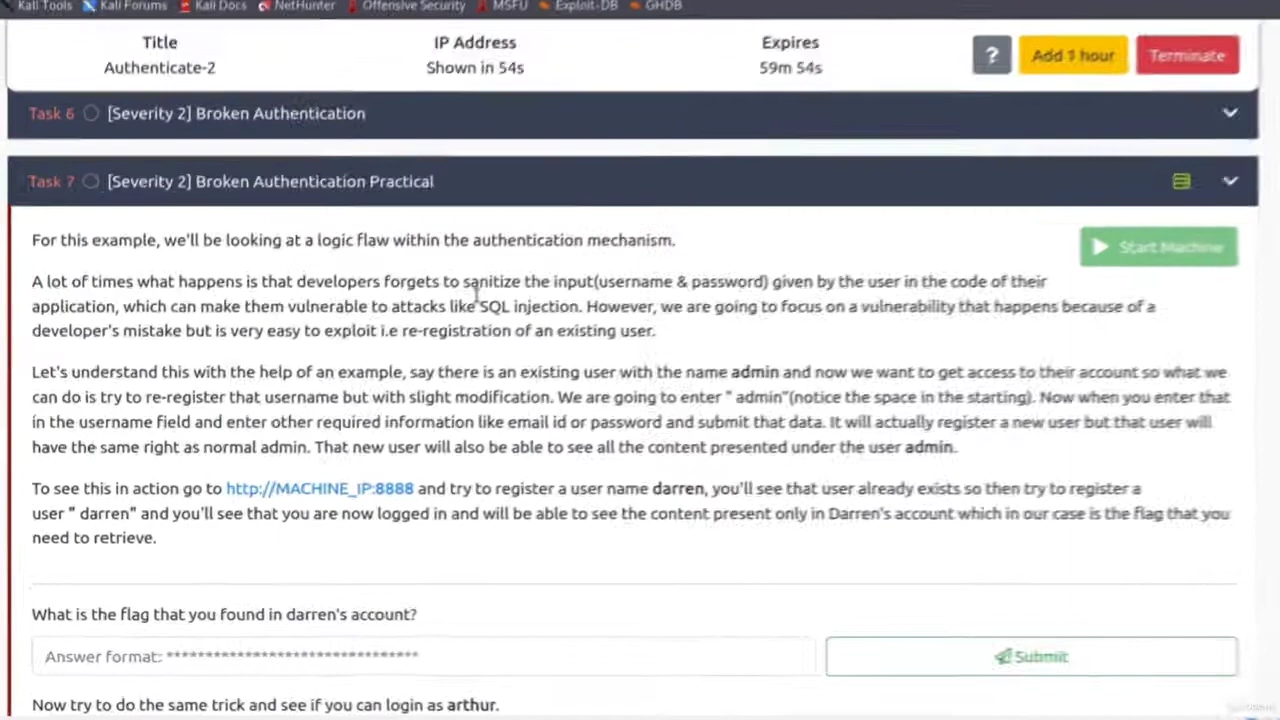 Kali Tools Kali Forums Kali Docs NetHunter Offensive Security MSFU Exploit-DB GHDB
Title IP Address Expires
Authenticate-2 Shown in 54s 59m 54s ? Add 1 hour Terminate
Task 6 [Severity 2] Broken Authentication
Task 7 [Severity 2] Broken Authentication Practical
For this example, we'll be looking at a logic flaw within the authentication mechanism.
Start Machine
A lot of times what happens is that developers forgets to sanitize the input(username & password) given by the user in the code of their
application, which can make them vulnerable to attacks like SQL injection. However, we are going to focus on a vulnerability that happens because of a
developer's mistake but is very easy to exploit i.e re-registration of an existing user.
Let's understand this with the help of an example, say there is an existing user with the name admin and now we want to get access to their account so what we
can do is try to re-register that username but with slight modification. We are going to enter " admin"(notice the space in the starting). Now when you enter that
in the username field and enter other required information like email id or password and submit that data. It will actually register a new user but that user will
have the same right as normal admin. That new user will also be able to see all the content presented under the user admin.
To see this in action go to http://MACHINE_IP:8888 and try to register a user name darren, you'll see that user already exists so then try to register a
user " darren" and you'll see that you are now logged in and will be able to see the content present only in Darren's account which in our case is the flag that you
need to retrieve.
What is the flag that you found in darren's account?
Answer format: ********************************
Submit
Now try to do the same trick and see if you can login as arthur.